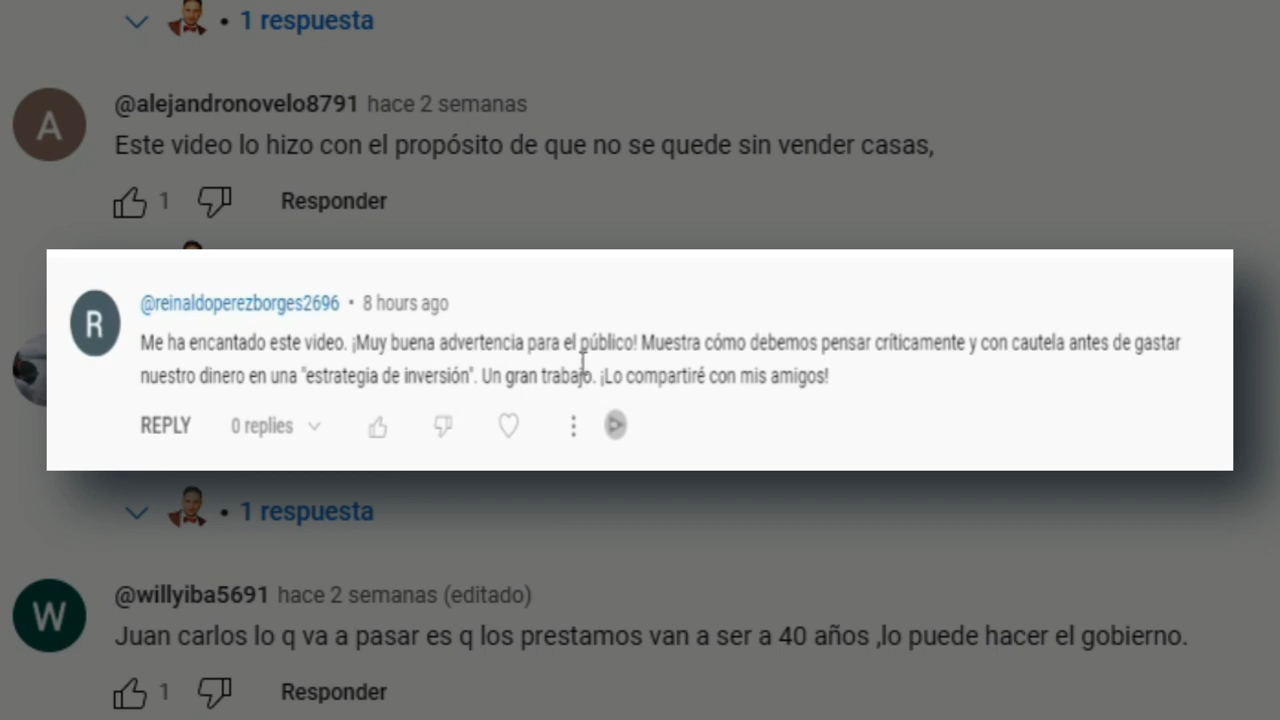 • 1 respuesta
A
@alejandronovelo8791 hace 2 semanas
Este video lo hizo con el propósito de que no se quede sin vender casas,
1 Responder
R
@reinaldoperezborges2696 • 8 hours ago
Me ha encantado este video. ¡Muy buena advertencia para el público! Muestra cómo debemos pensar críticamente y con cautela antes de gastar
nuestro dinero en una "estrategia de inversión". Un gran trabajo. ¡Lo compartiré con mis amigos!
REPLY 0 replies
• 1 respuesta
W
@willyiba5691 hace 2 semanas (editado)
Juan carlos lo q va a pasar es q los prestamos van a ser a 40 años ,lo puede hacer el gobierno.
1 Responder